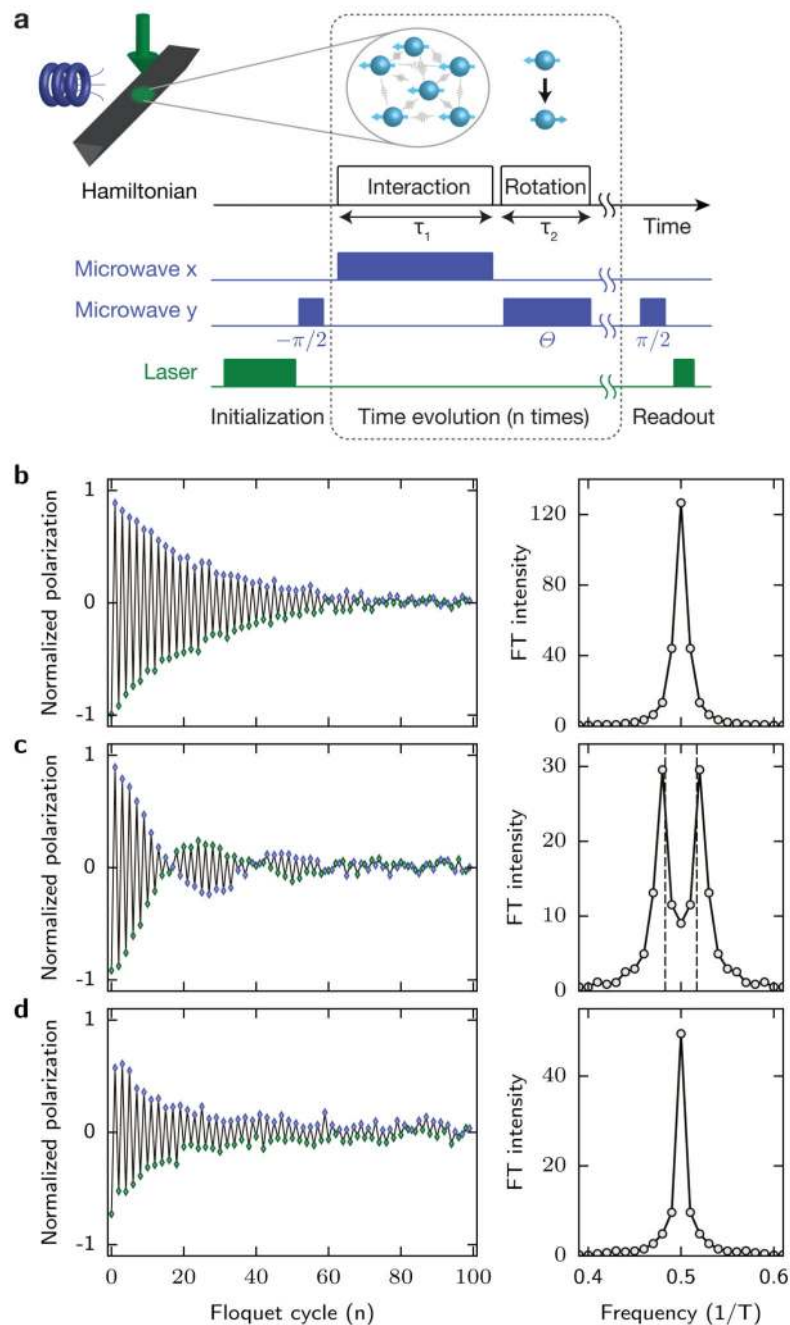 a
Hamiltonian
Interaction
Rotation
τ1
τ2
Time
Microwave x
Microwave y
−π/2
Θ
π/2
Laser
Initialization
Time evolution (n times)
Readout
b
Normalized polarization
1
0
-1
FT intensity
120
80
40
0
c
Normalized polarization
1
0
-1
FT intensity
30
20
10
0
d
Normalized polarization
1
0
-1
0
20
40
60
80
100
Floquet cycle (n)
FT intensity
40
20
0
0.4
0.5
0.6
Frequency (1/T)